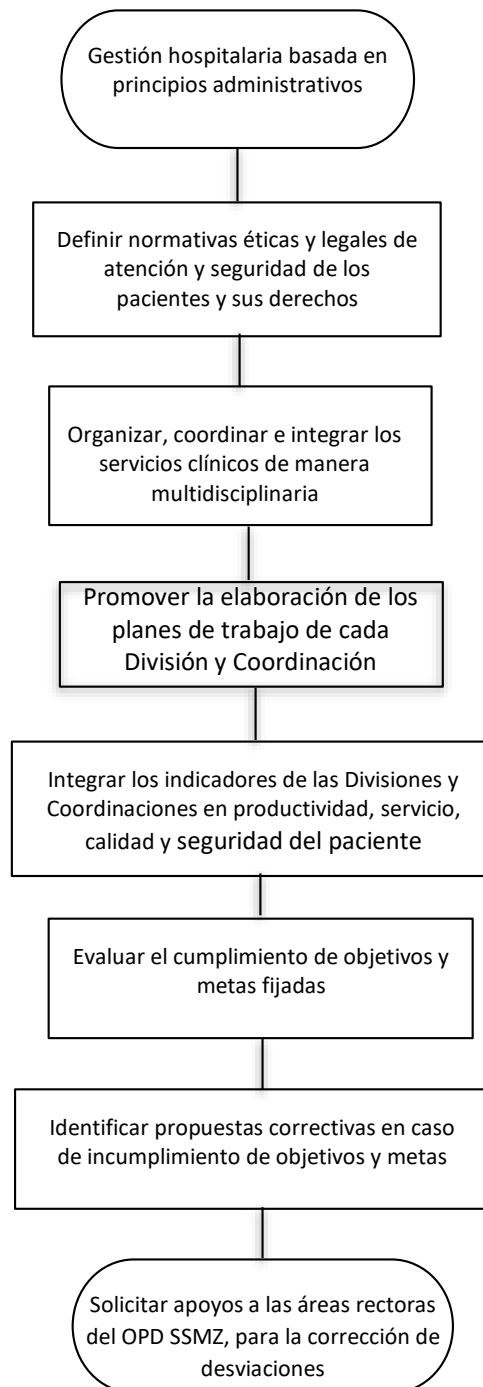 Gestión hospitalaria basada en
principios administrativos
Definir normativas éticas y legales de
atención y seguridad de los
pacientes y sus derechos
Organizar, coordinar e integrar los
servicios clínicos de manera
multidisciplinaria
Promover la elaboración de los
planes de trabajo de cada
División y Coordinación
Integrar los indicadores de las Divisiones y
Coordinaciones en productividad, servicio,
calidad y seguridad del paciente
Evaluar el cumplimiento de objetivos y
metas fijadas
Identificar propuestas correctivas en caso
de incumplimiento de objetivos y metas
Solicitar apoyos a las áreas rectoras
del OPD SSMZ, para la corrección de
desviaciones